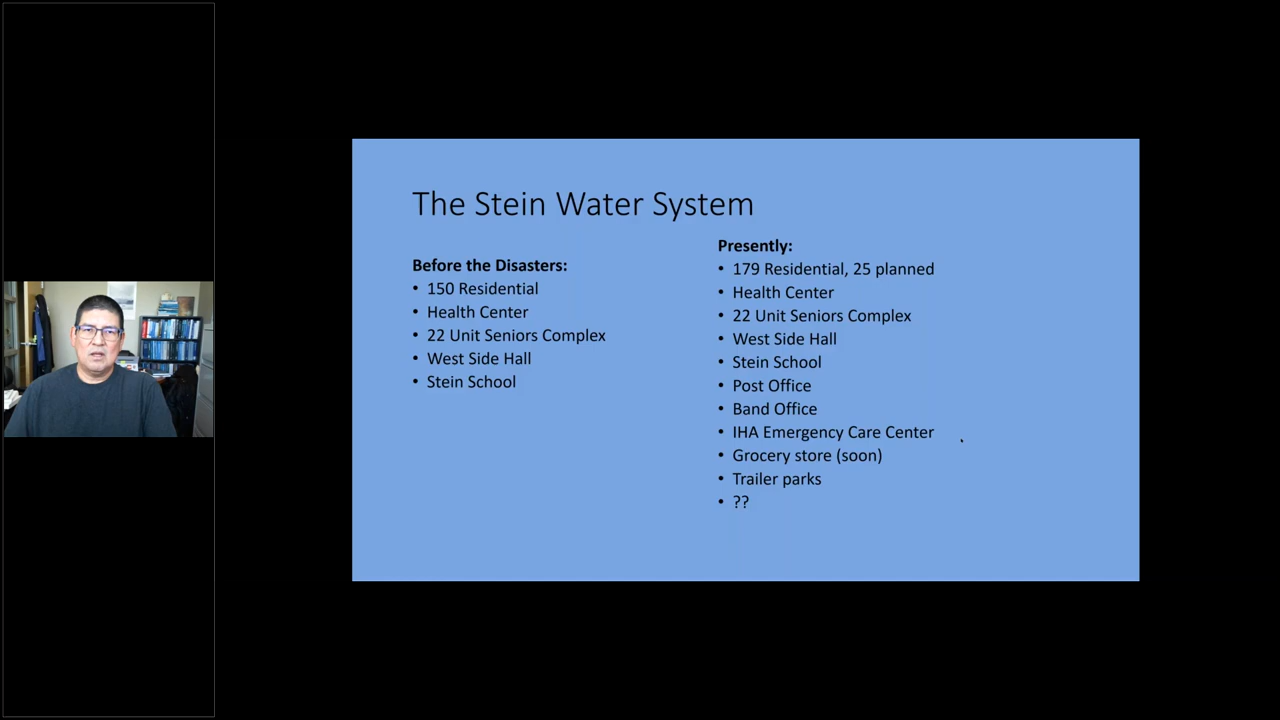 The Stein Water System
Before the Disasters:
• 150 Residential
• Health Center
• 22 Unit Seniors Complex
• West Side Hall
• Stein School
Presently:
• 179 Residential, 25 planned
• Health Center
• 22 Unit Seniors Complex
• West Side Hall
• Stein School
• Post Office
• Band Office
• IHA Emergency Care Center
• Grocery store (soon)
• Trailer parks
• ??